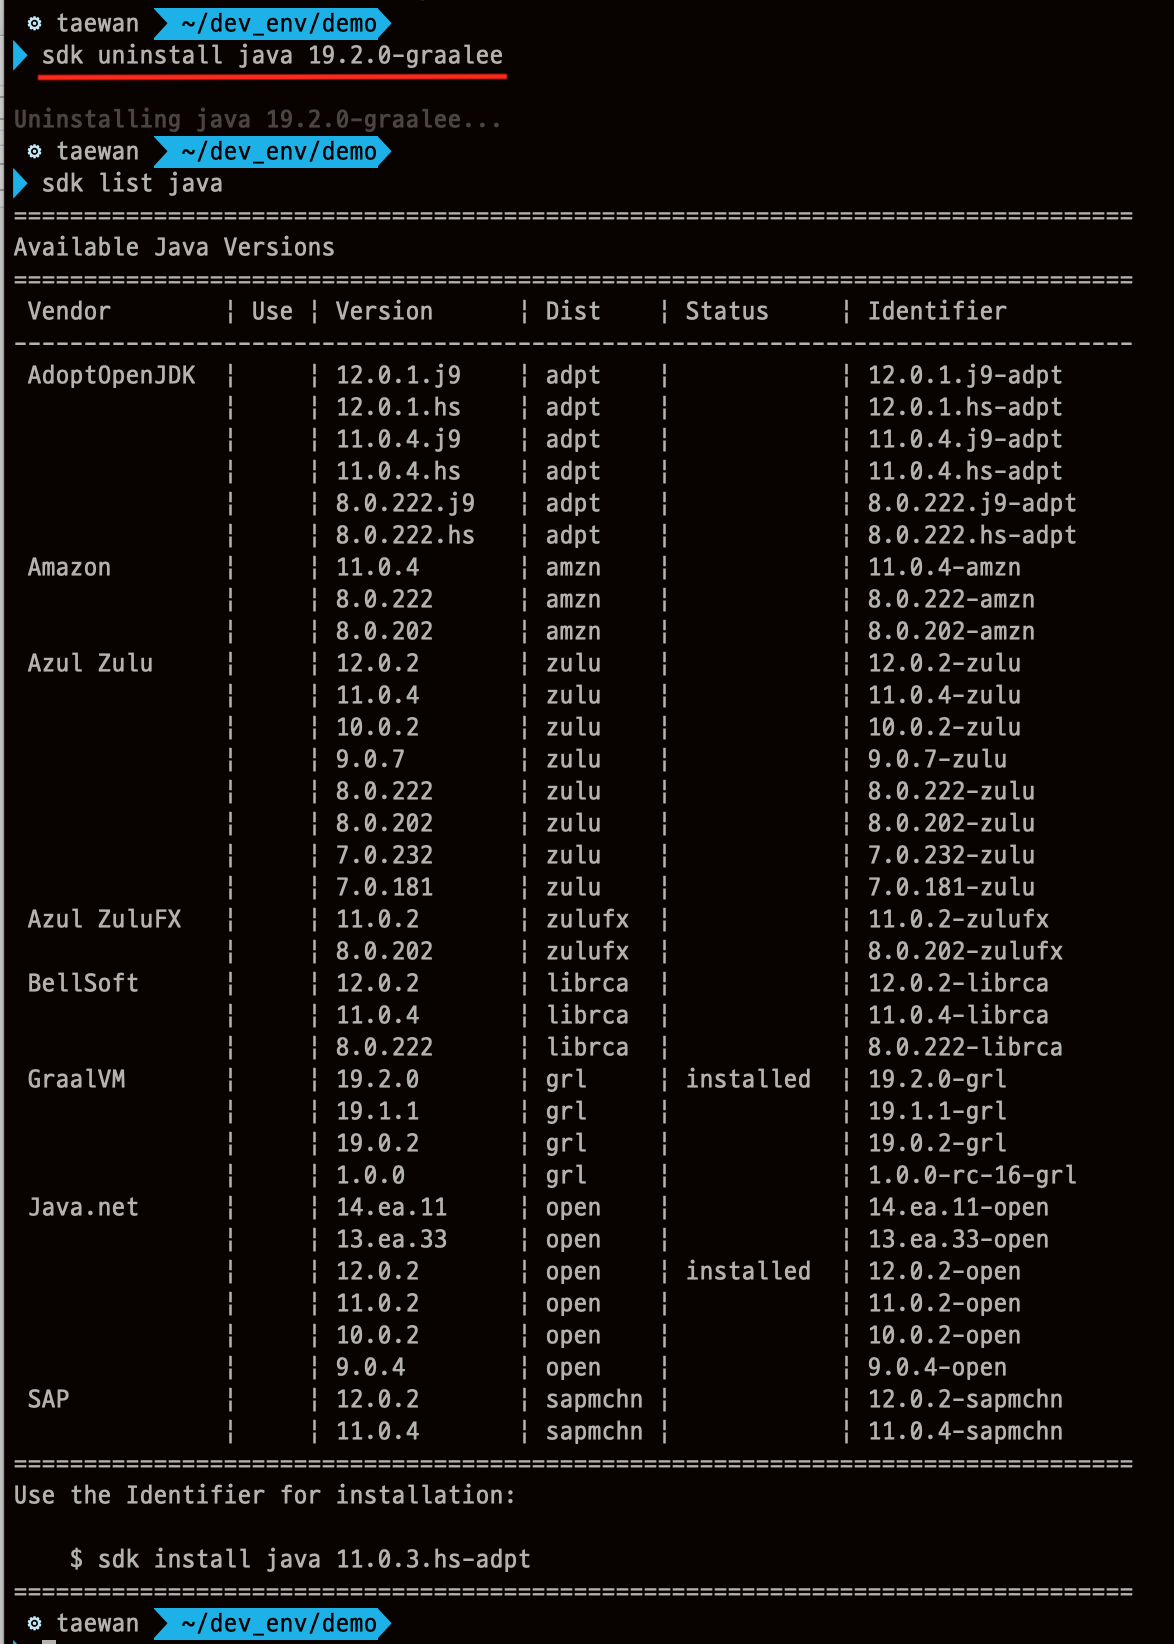 ⚙ taewan ~/dev_env/demo
sdk uninstall java 19.2.0-graalee
Uninstalling java 19.2.0-graalee...
⚙ taewan ~/dev_env/demo
sdk list java
================================================================================
Available Java Versions
================================================================================
Vendor | Use | Version | Dist | Status | Identifier
--------------------------------------------------------------------------------
AdoptOpenJDK | | 12.0.1.j9 | adpt | | 12.0.1.j9-adpt
| | 12.0.1.hs | adpt | | 12.0.1.hs-adpt
| | 11.0.4.j9 | adpt | | 11.0.4.j9-adpt
| | 11.0.4.hs | adpt | | 11.0.4.hs-adpt
| | 8.0.222.j9 | adpt | | 8.0.222.j9-adpt
| | 8.0.222.hs | adpt | | 8.0.222.hs-adpt
Amazon | | 11.0.4 | amzn | | 11.0.4-amzn
| | 8.0.222 | amzn | | 8.0.222-amzn
| | 8.0.202 | amzn | | 8.0.202-amzn
Azul Zulu | | 12.0.2 | zulu | | 12.0.2-zulu
| | 11.0.4 | zulu | | 11.0.4-zulu
| | 10.0.2 | zulu | | 10.0.2-zulu
| | 9.0.7 | zulu | | 9.0.7-zulu
| | 8.0.222 | zulu | | 8.0.222-zulu
| | 8.0.202 | zulu | | 8.0.202-zulu
| | 7.0.232 | zulu | | 7.0.232-zulu
| | 7.0.181 | zulu | | 7.0.181-zulu
Azul ZuluFX | | 11.0.2 | zulufx | | 11.0.2-zulufx
| | 8.0.202 | zulufx | | 8.0.202-zulufx
BellSoft | | 12.0.2 | librca | | 12.0.2-librca
| | 11.0.4 | librca | | 11.0.4-librca
| | 8.0.222 | librca | | 8.0.222-librca
GraalVM | | 19.2.0 | grl | installed | 19.2.0-grl
| | 19.1.1 | grl | | 19.1.1-grl
| | 19.0.2 | grl | | 19.0.2-grl
| | 1.0.0 | grl | | 1.0.0-rc-16-grl
Java.net | | 14.ea.11 | open | | 14.ea.11-open
| | 13.ea.33 | open | | 13.ea.33-open
| | 12.0.2 | open | installed | 12.0.2-open
| | 11.0.2 | open | | 11.0.2-open
| | 10.0.2 | open | | 10.0.2-open
| | 9.0.4 | open | | 9.0.4-open
SAP | | 12.0.2 | sapmchn | | 12.0.2-sapmchn
| | 11.0.4 | sapmchn | | 11.0.4-sapmchn
================================================================================
Use the Identifier for installation:
$ sdk install java 11.0.3.hs-adpt
================================================================================
⚙ taewan ~/dev_env/demo